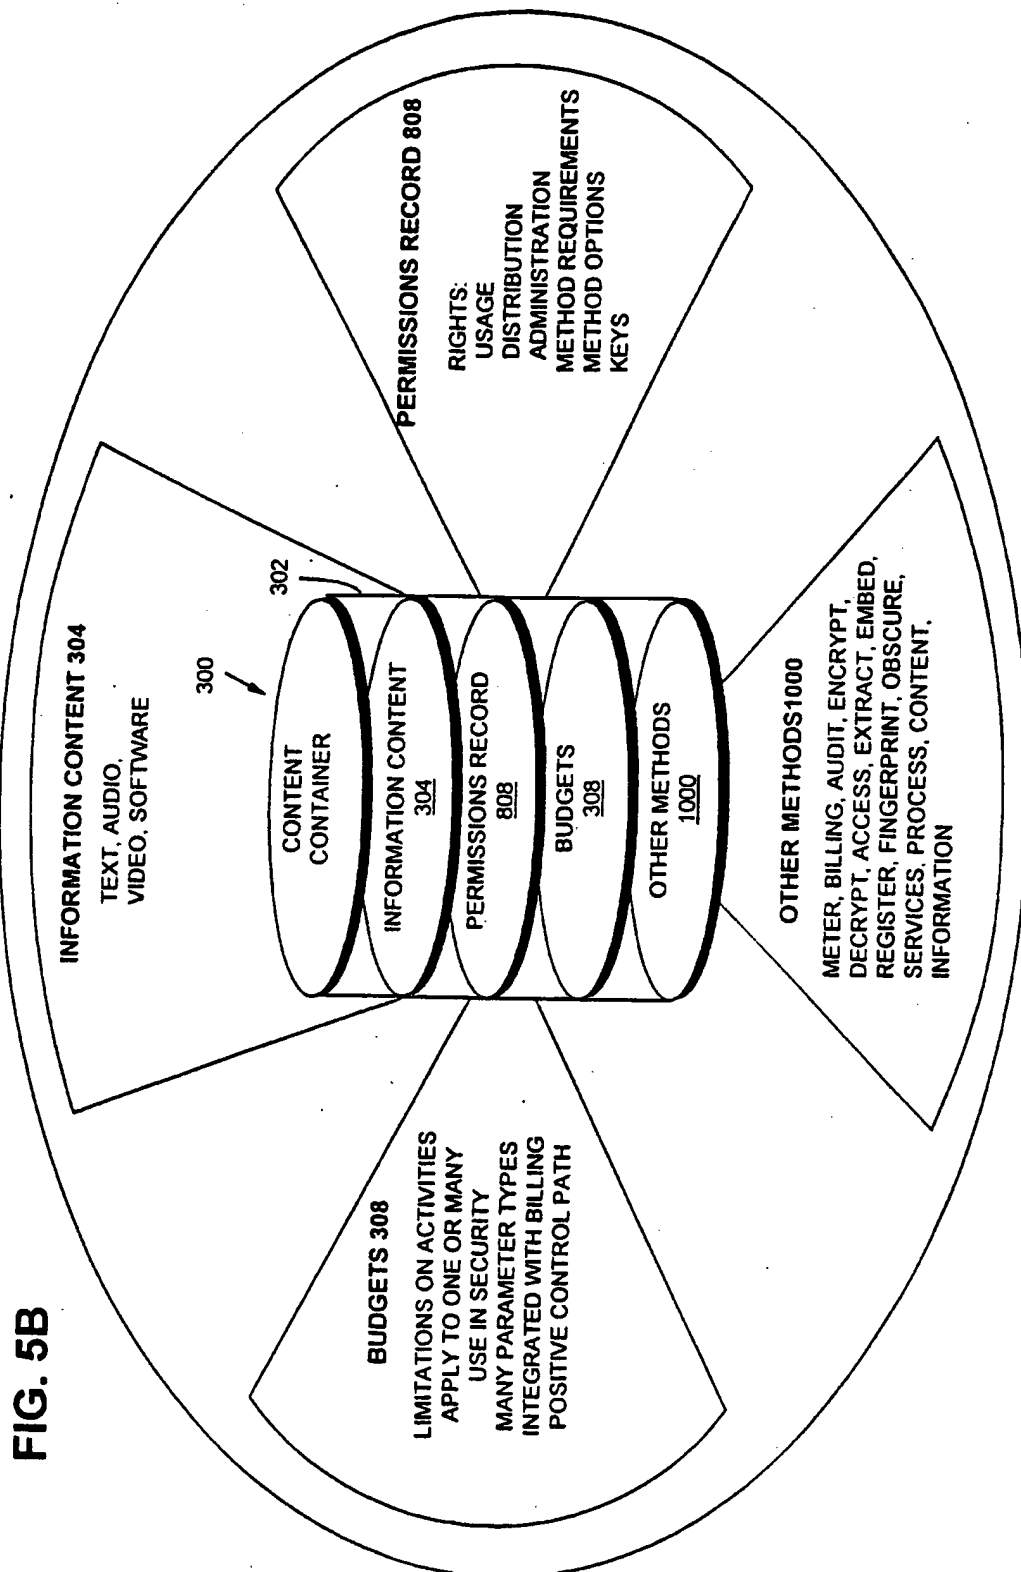 FIG. 5B
INFORMATION CONTENT 304
TEXT, AUDIO,
VIDEO, SOFTWARE
300
302
CONTENT
CONTAINER
INFORMATION CONTENT
304
PERMISSIONS RECORD
808
BUDGETS
308
OTHER METHODS
1000
BUDGETS 308
LIMITATIONS ON ACTIVITIES
APPLY TO ONE OR MANY
USE IN SECURITY
MANY PARAMETER TYPES
INTEGRATED WITH BILLING
POSITIVE CONTROL PATH
PERMISSIONS RECORD 808
RIGHTS:
USAGE
DISTRIBUTION
ADMINISTRATION
METHOD REQUIREMENTS
METHOD OPTIONS
KEYS
OTHER METHODS1000
METER, BILLING, AUDIT, ENCRYPT,
DECRYPT, ACCESS, EXTRACT, EMBED,
REGISTER, FINGERPRINT, OBSCURE,
SERVICES, PROCESS, CONTENT,
INFORMATION